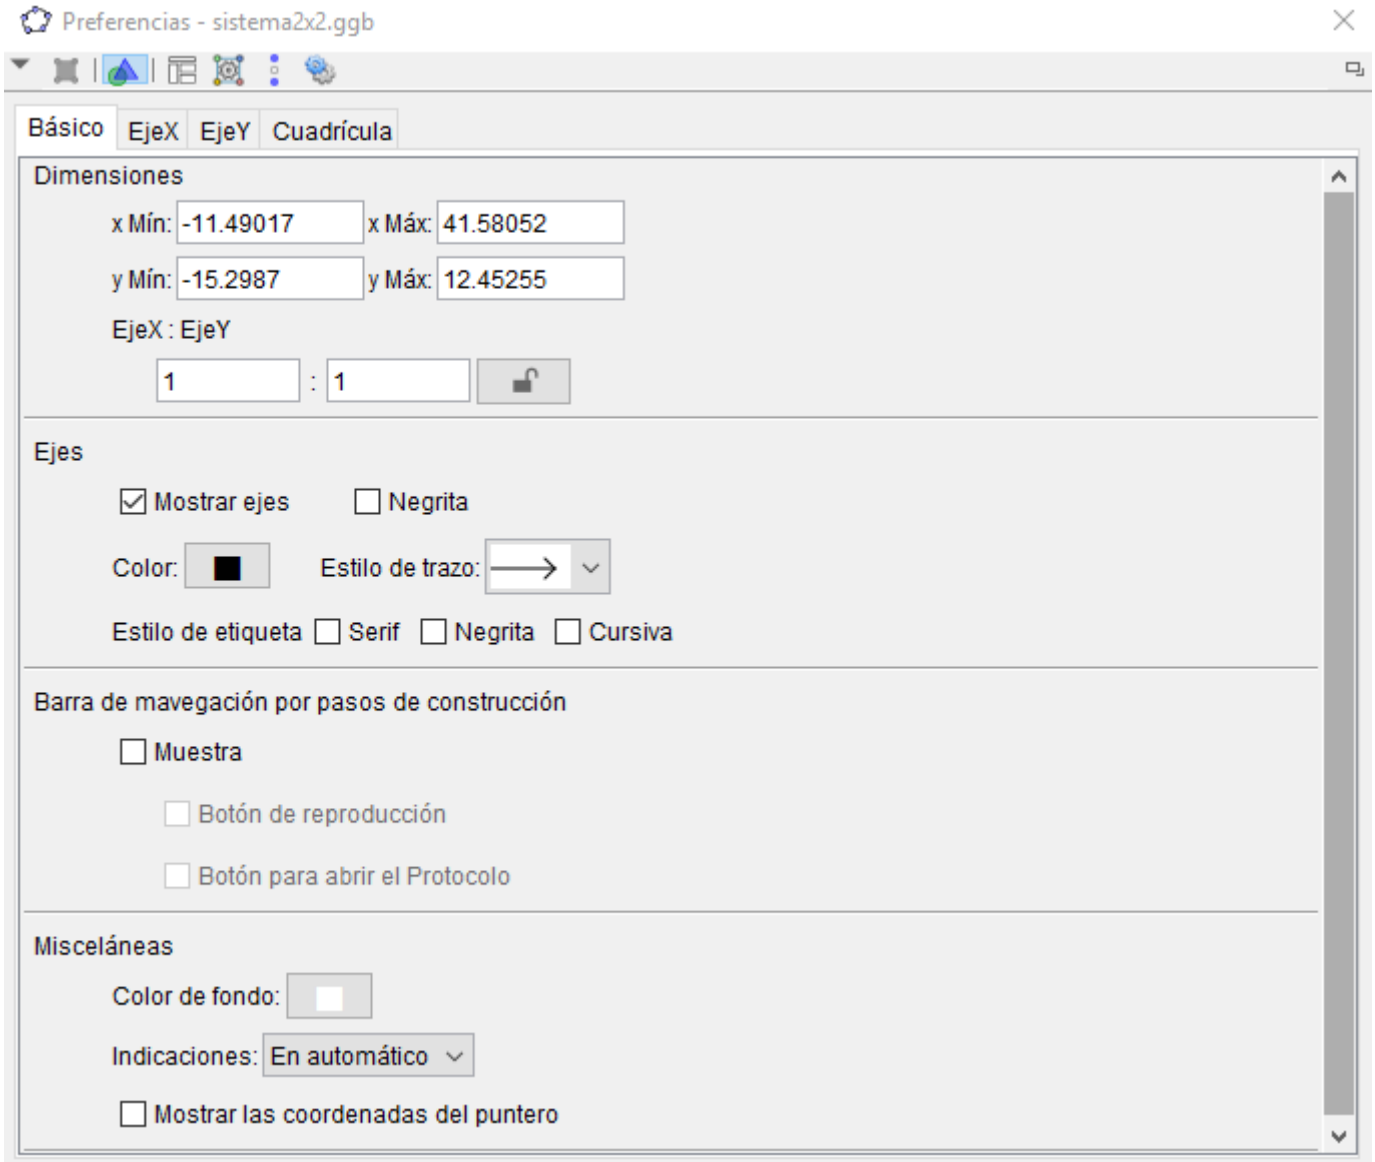 Preferencias - sistema2x2.ggb
Básico EjeX EjeY Cuadrícula
Dimensiones
x Mín: -11.49017 x Máx: 41.58052
y Mín: -15.2987 y Máx: 12.45255
EjeX : EjeY
1 : 1
Ejes
Mostrar ejes Negrita
Color: Estilo de trazo:
Estilo de etiqueta Serif Negrita Cursiva
Barra de mavegación por pasos de construcción
Muestra
Botón de reproducción
Botón para abrir el Protocolo
Misceláneas
Color de fondo:
Indicaciones: En automático
Mostrar las coordenadas del puntero